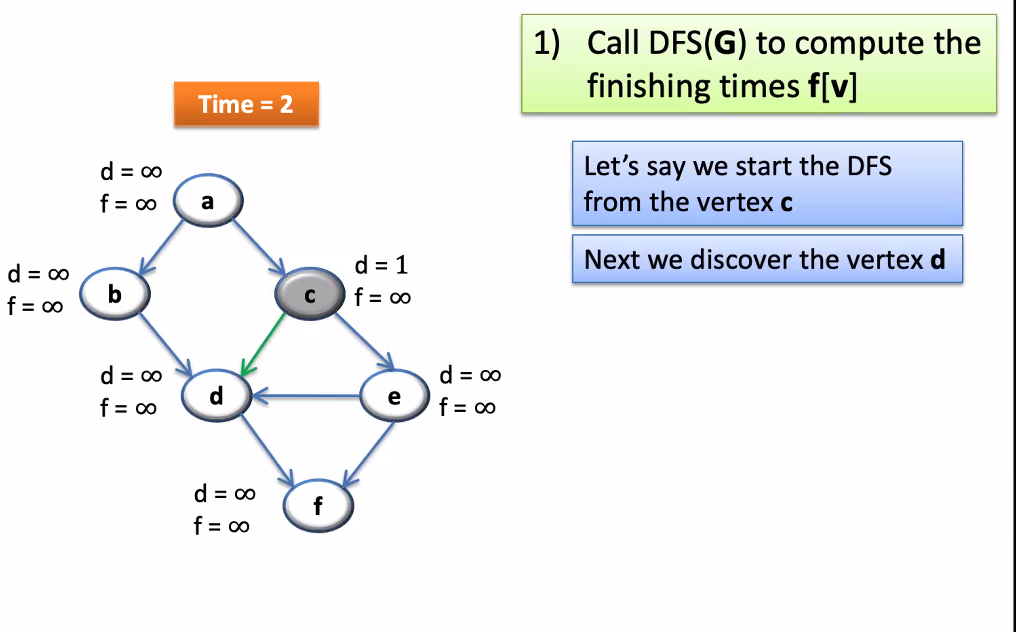 1) Call DFS(G) to compute the
finishing times f[v]
Time = 2
Let's say we start the DFS
from the vertex c
Next we discover the vertex d
d = ∞
f = ∞
a
d = ∞
f = ∞
b
c
d = 1
f = ∞
d = ∞
f = ∞
d
e
d = ∞
f = ∞
d = ∞
f = ∞
f